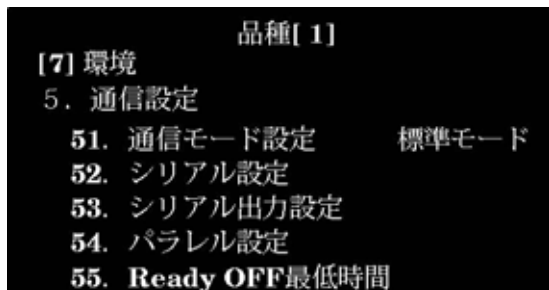 品種[ 1]
[7] 環境
５．通信設定
51. 通信モード設定 標準モード
52. シリアル設定
53. シリアル出力設定
54. パラレル設定
55. Ready OFF最低時間